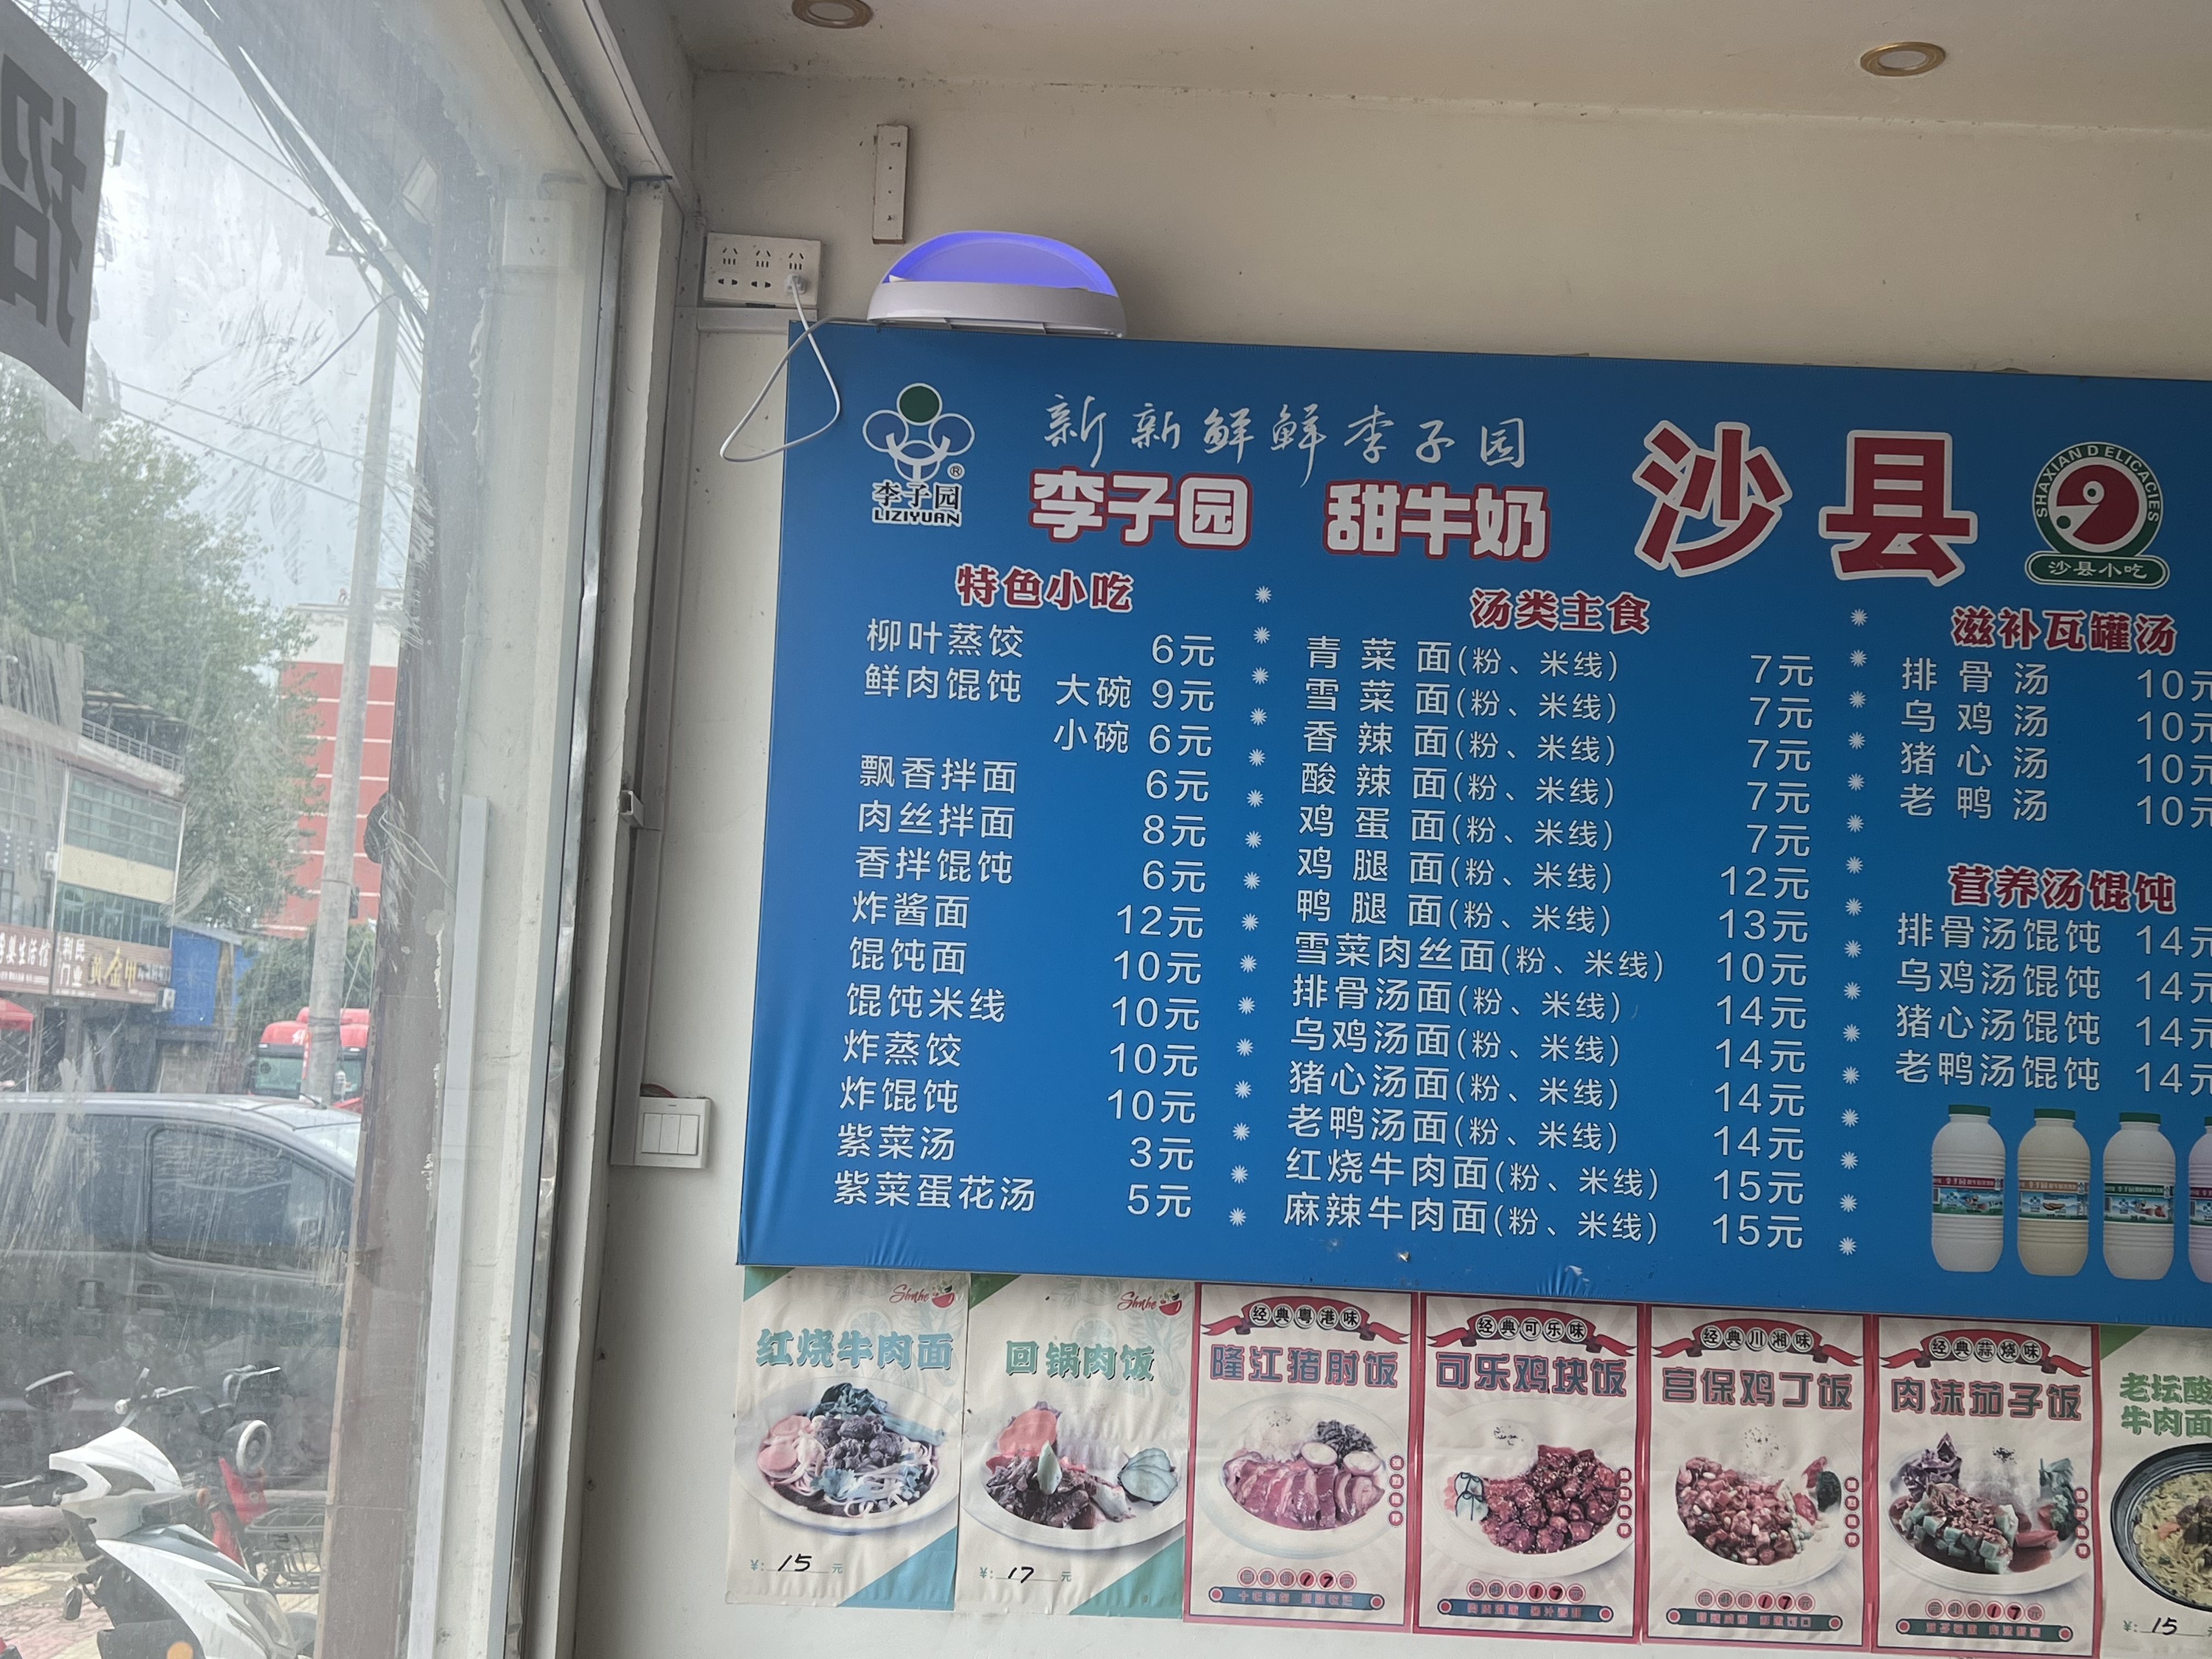 招
利民
门业
黄金叶
新新鲜鲜李子园
李子园®
LIZIYUAN
李子园 甜牛奶
沙县
SHAXIAN DELICACIES
沙县小吃
特色小吃
柳叶蒸饺 6元
鲜肉馄饨 大碗 9元
小碗 6元
飘香拌面 6元
肉丝拌面 8元
香拌馄饨 6元
炸酱面 12元
馄饨面 10元
馄饨米线 10元
炸蒸饺 10元
炸馄饨 10元
紫菜汤 3元
紫菜蛋花汤 5元
汤类主食
青菜面(粉、米线) 7元
雪菜面(粉、米线) 7元
香辣面(粉、米线) 7元
酸辣面(粉、米线) 7元
鸡蛋面(粉、米线) 7元
鸡腿面(粉、米线) 12元
鸭腿面(粉、米线) 13元
雪菜肉丝面(粉、米线) 10元
排骨汤面(粉、米线) 14元
乌鸡汤面(粉、米线) 14元
猪心汤面(粉、米线) 14元
老鸭汤面(粉、米线) 14元
红烧牛肉面(粉、米线) 15元
麻辣牛肉面(粉、米线) 15元
滋补瓦罐汤
排骨汤 10元
乌鸡汤 10元
猪心汤 10元
老鸭汤 10元
营养汤馄饨
排骨汤馄饨 14元
乌鸡汤馄饨 14元
猪心汤馄饨 14元
老鸭汤馄饨 14元
红烧牛肉面
¥: 15 元
回锅肉饭
¥: 17 元
经典粤港味
隆江猪肘饭
17
经典可乐味
可乐鸡块饭
17
经典川湘味
宫保鸡丁饭
17
经典蒜烧味
肉沫茄子饭
17
老坛酸
牛肉面
¥: 15